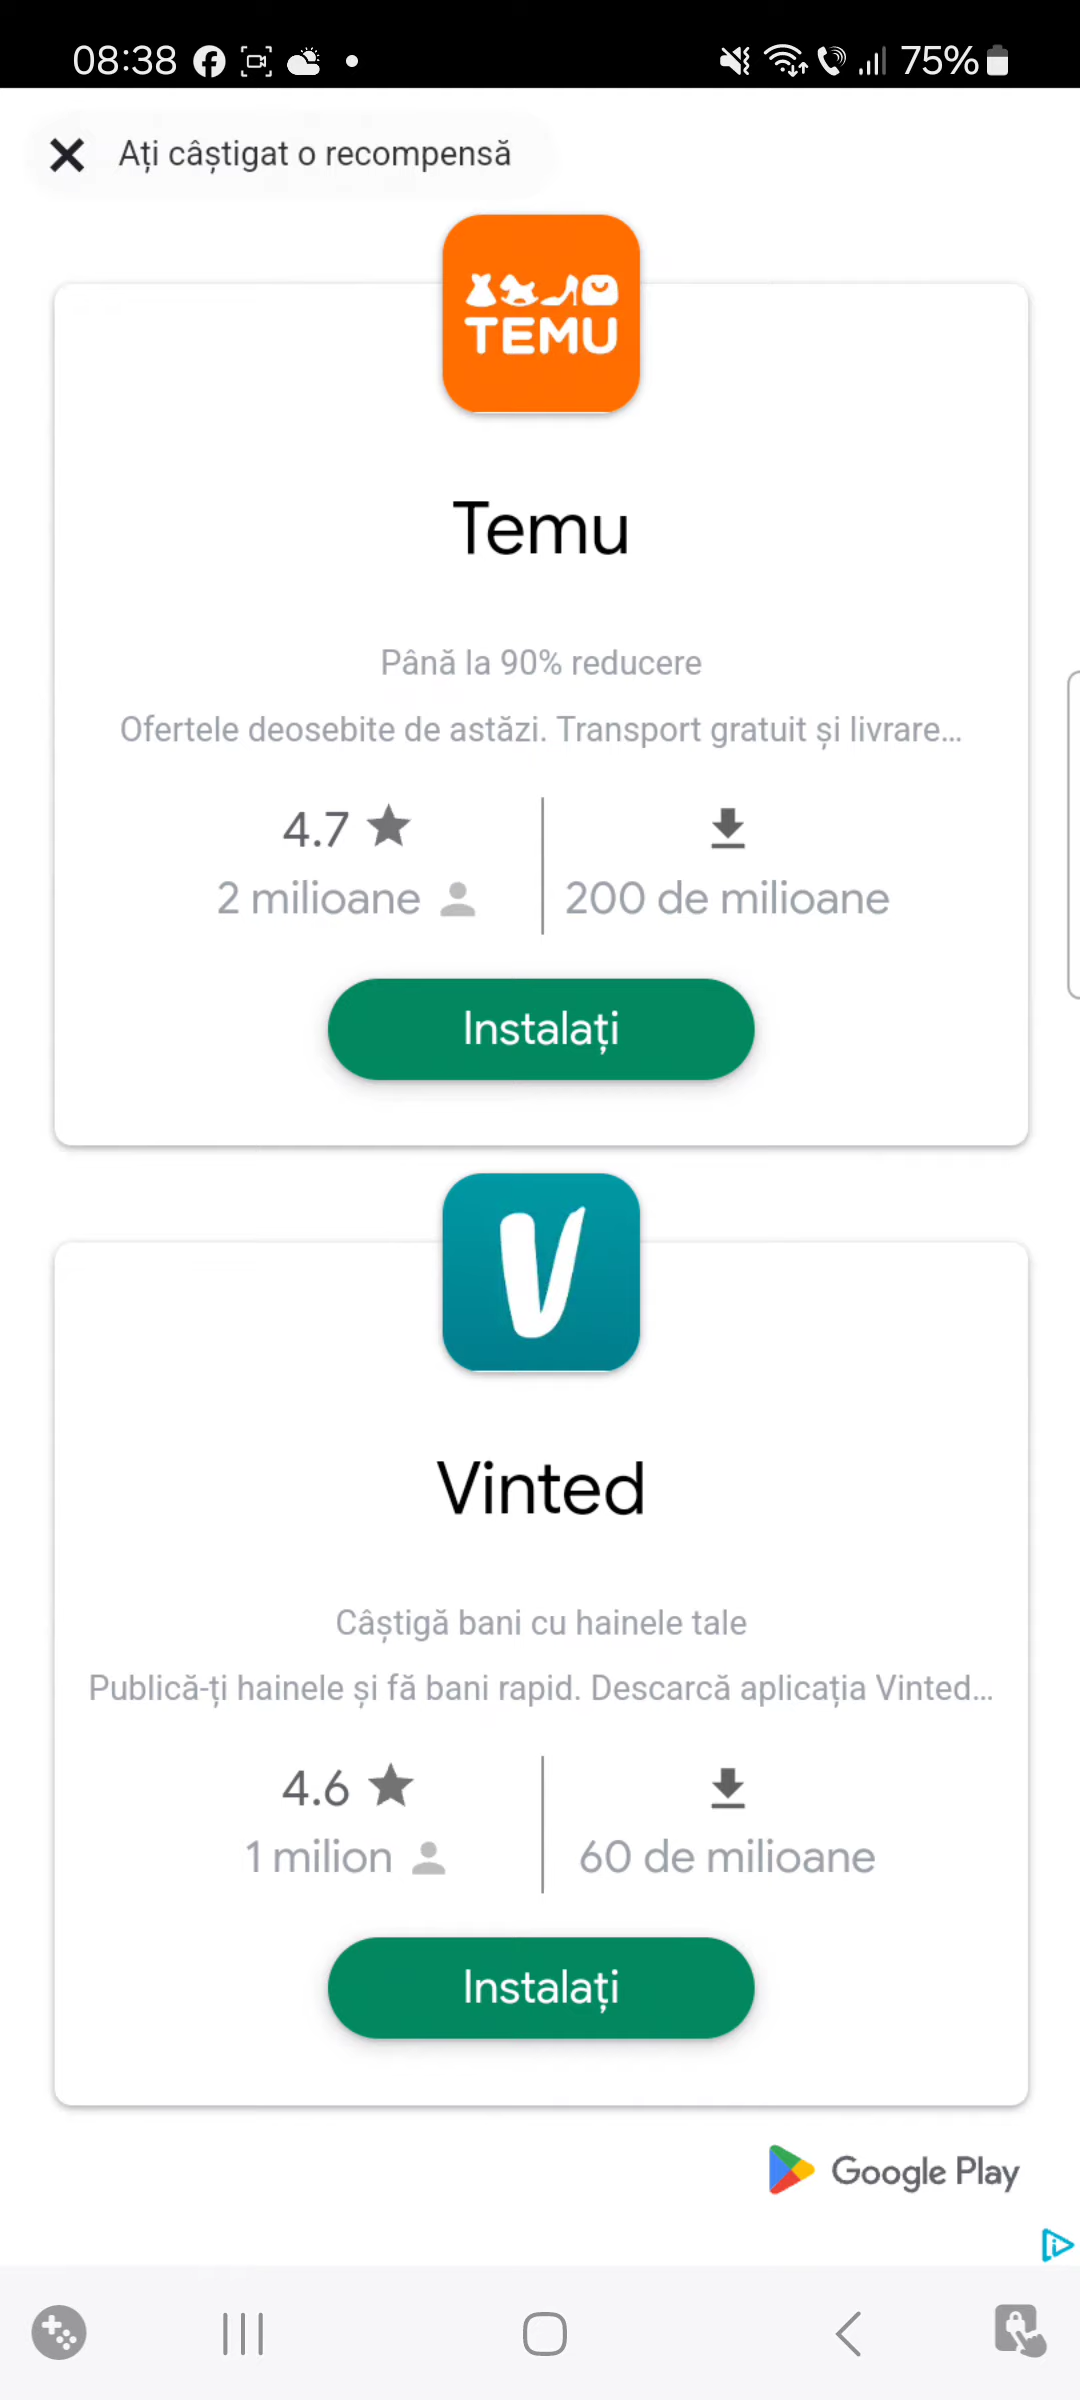 08:38
75%
Ați câștigat o recompensă
TEMU
Temu
Până la 90% reducere
Ofertele deosebite de astăzi. Transport gratuit și livrare...
4.7
2 milioane
200 de milioane
Instalați
V
Vinted
Câștigă bani cu hainele tale
Publică-ți hainele și fă bani rapid. Descarcă aplicația Vinted...
4.6
1 milion
60 de milioane
Instalați
Google Play